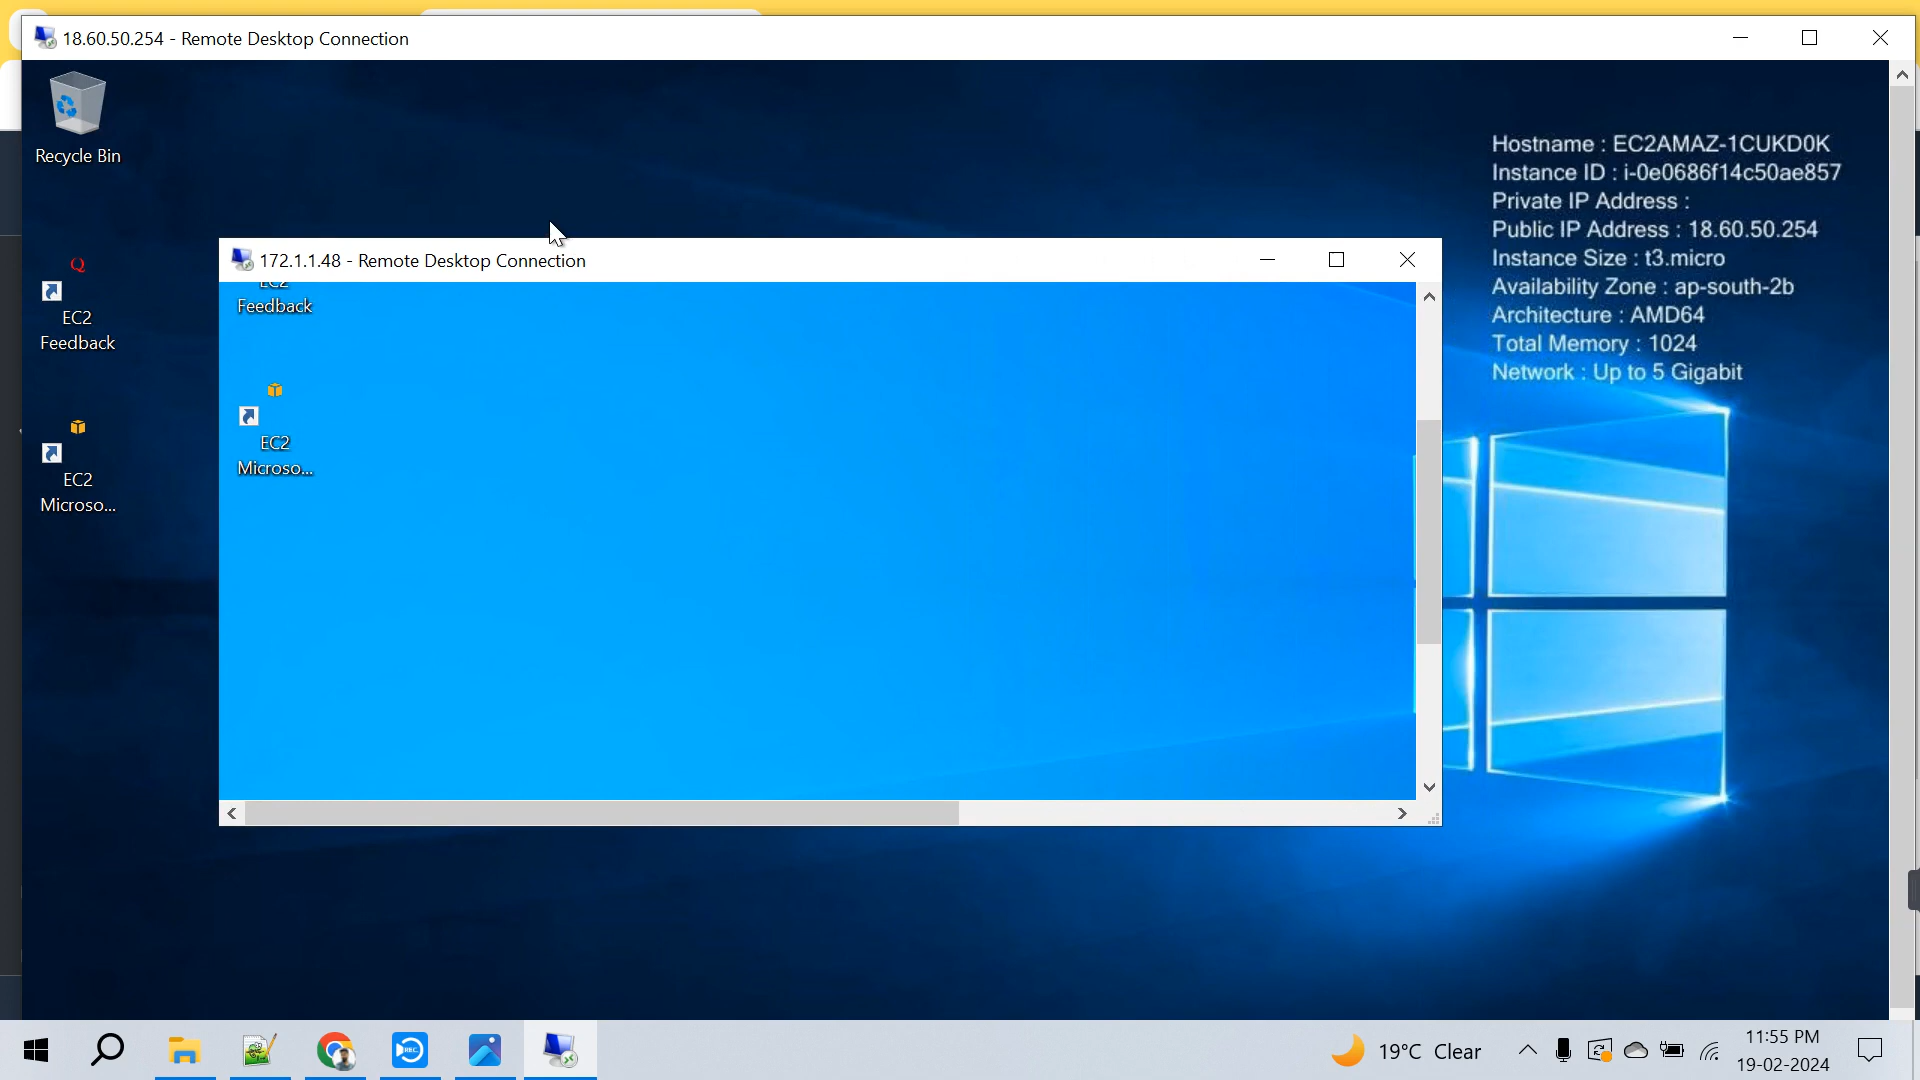 18.60.50.254 - Remote Desktop Connection
Recycle Bin
Hostname : EC2AMAZ-1CUKD0K
Instance ID : i-0e0686f14c50ae857
Private IP Address :
Public IP Address : 18.60.50.254
Instance Size : t3.micro
Availability Zone : ap-south-2b
Architecture : AMD64
Total Memory : 1024
Network : Up to 5 Gigabit
EC2
Feedback
EC2
Microso...
172.1.1.48 - Remote Desktop Connection
EC2
Feedback
EC2
Microso...
REC
19°C Clear
11:55 PM
19-02-2024